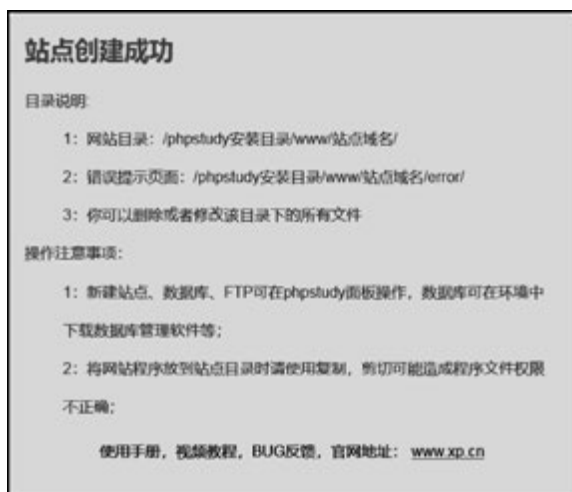 站点创建成功
目录说明:
1：网站目录：/phpstudy安装目录/www/站点域名/
2：错误提示页面：/phpstudy安装目录/www/站点域名/error/
3：你可以删除或者修改该目录下的所有文件
操作注意事项：
1：新建站点、数据库、FTP可在phpstudy面板操作，数据库可在环境中
下载数据库管理软件等；
2：将网站程序放到站点目录时请使用复制，剪切可能造成程序文件权限
不正确；
使用手册，视频教程，BUG反馈，官网地址： www.xp.cn